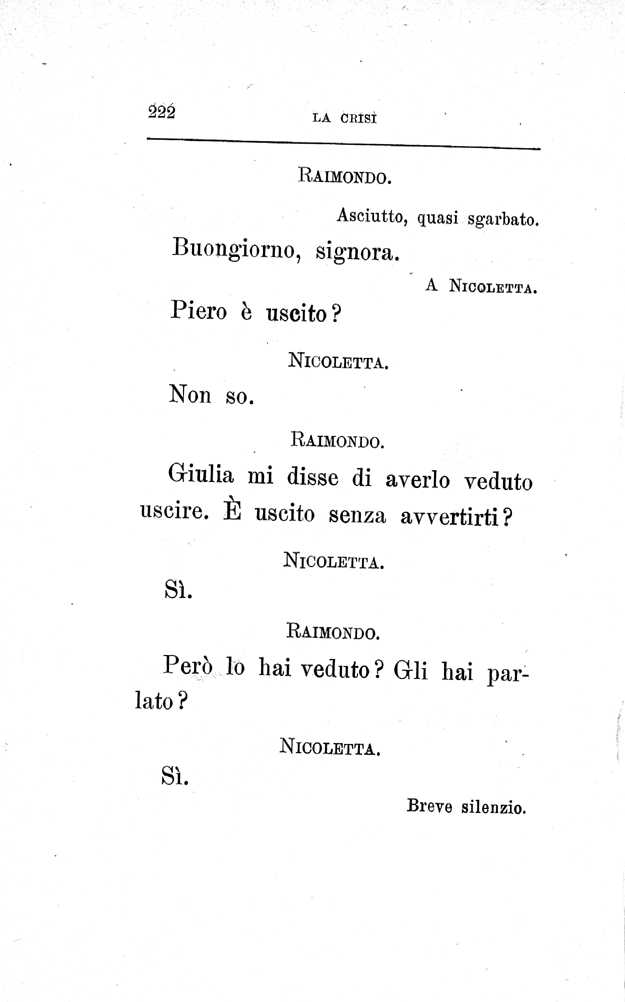 222
LA CRISI
RAIMONDO.
Asciutto, quasi sgarbato.
Buongiorno, signora.
A NICOLETTA.
Piero è uscito?
NICOLETTA.
Non so.
RAIMONDO.
Giulia mi disse di averlo veduto
uscire. È uscito senza avvertirti?
NICOLETTA.
Sì.
RAIMONDO.
Però lo hai veduto? Gli hai par-
lato?
NICOLETTA.
Sì.
Breve silenzio.